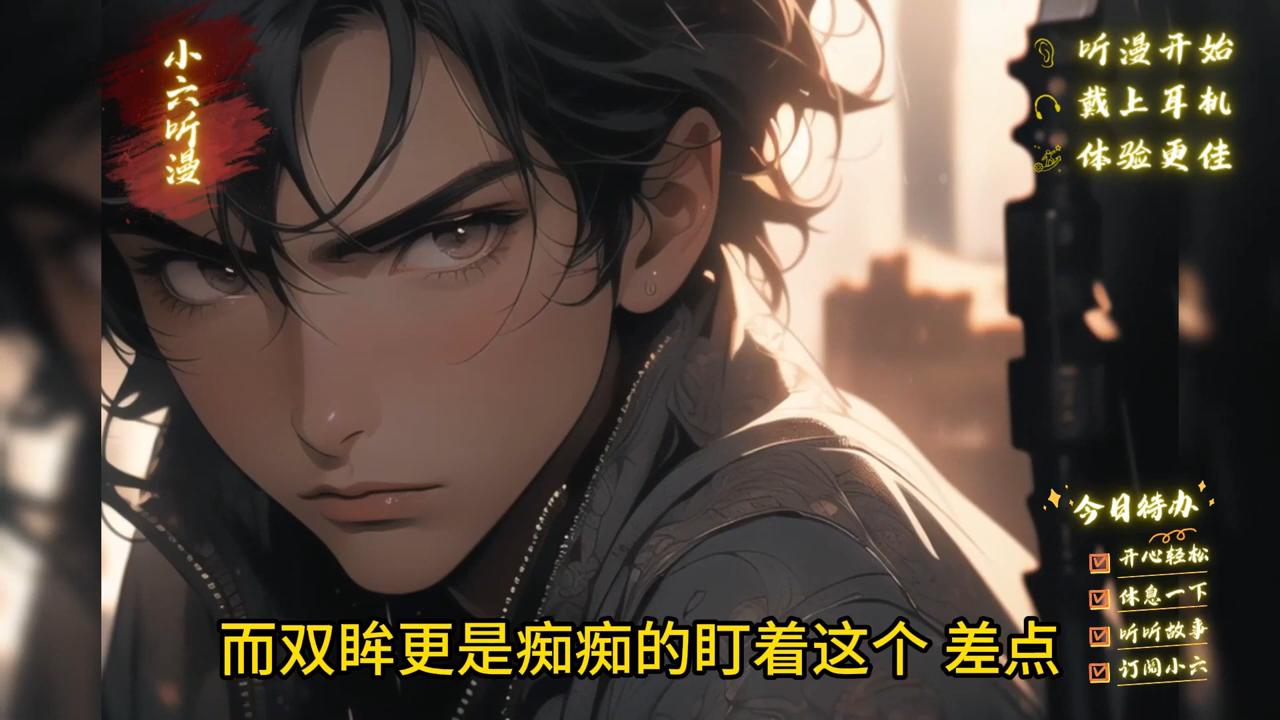 小六听漫
听漫开始
戴上耳机
体验更佳
今日待办
开心轻松
休息一下
听听故事
订阅小六
而双眸更是痴痴的盯着这个 差点